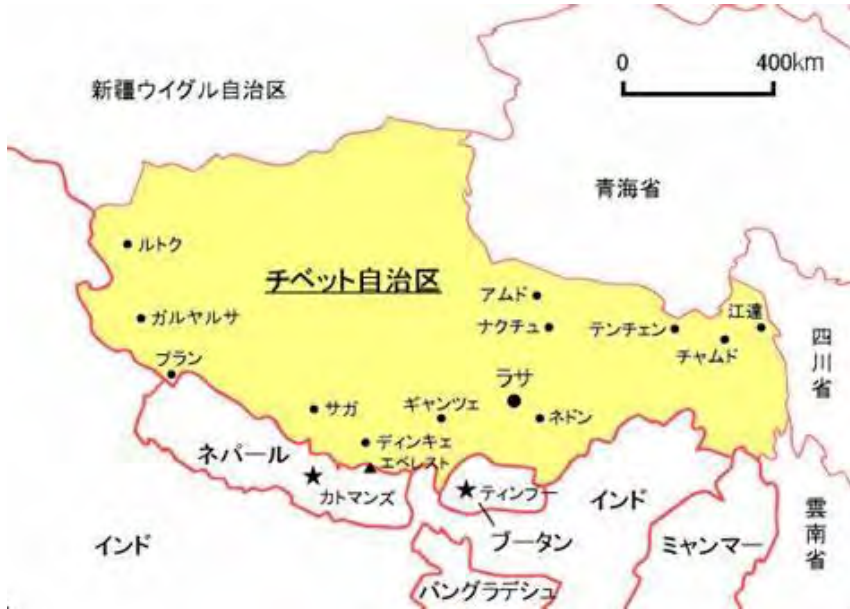 0 400km
新疆ウイグル自治区
青海省
ルトク
チベット自治区
アムド
ガルヤルサ
ナクチュ
テンチェン
江達
チャムド
四川省
プラン
ラサ
サガ
ギャンツェ
ネドン
ディンキェ
ネパール
エベレスト
カトマンズ
ティンプー
インド
雲南省
インド
ブータン
ミャンマー
バングラデシュ